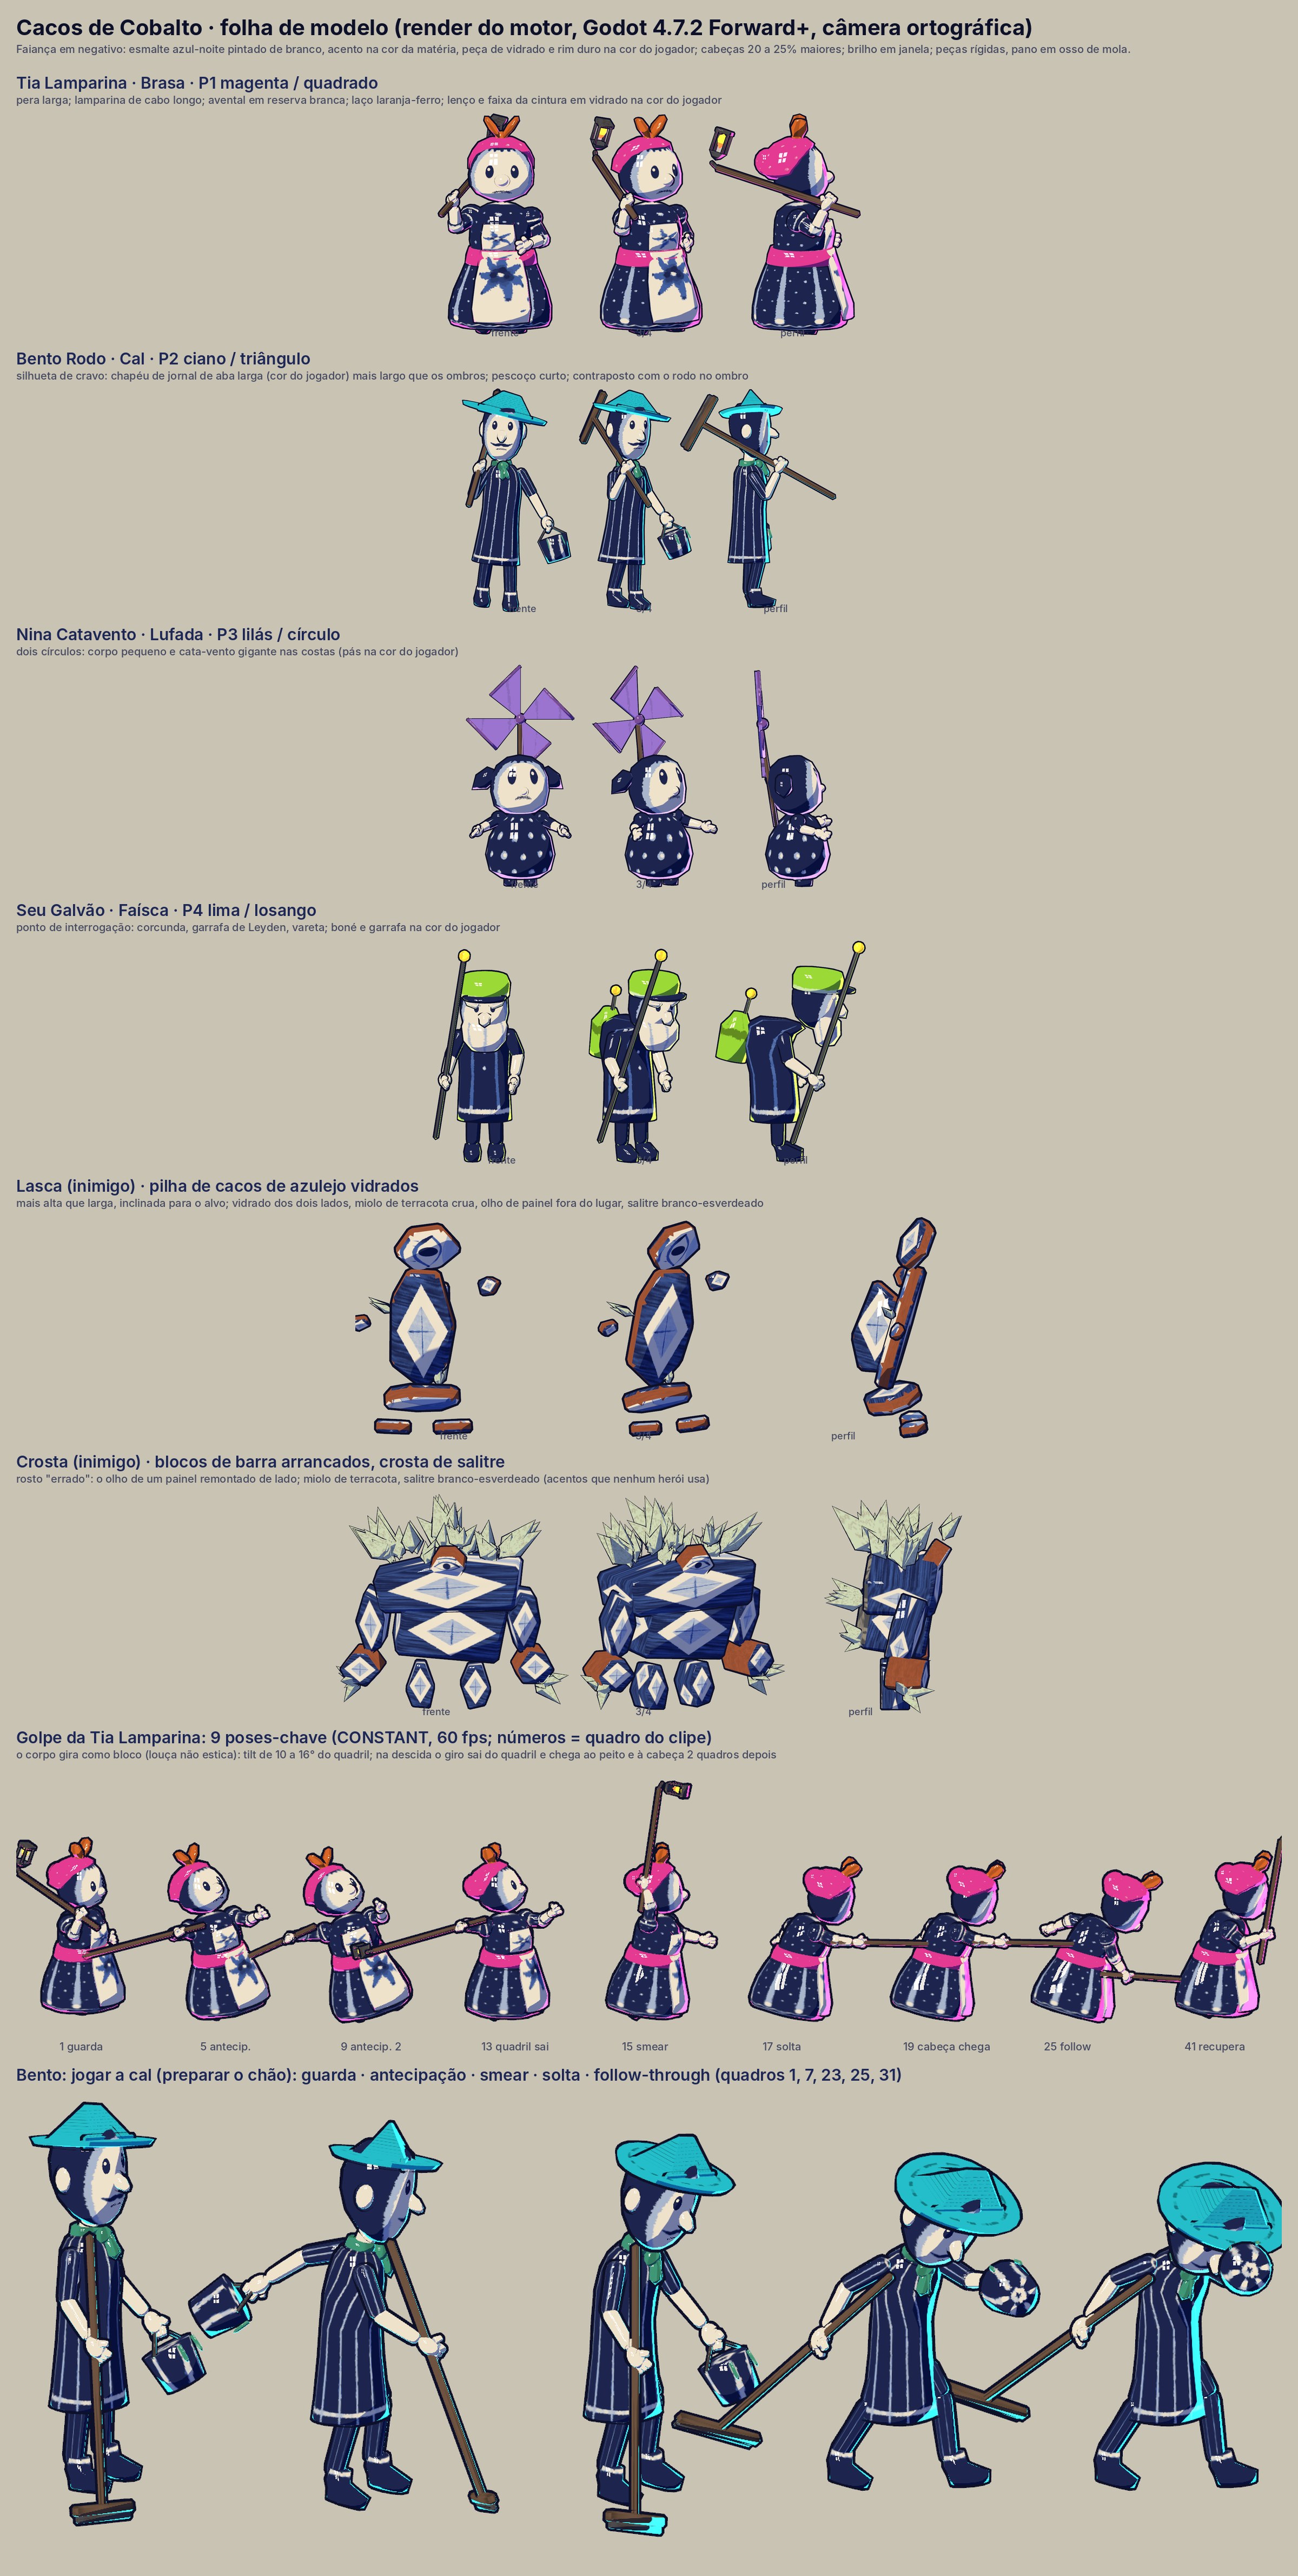 Cacos de Cobalto · folha de modelo (render do motor, Godot 4.7.2 Forward+, câmera ortográfica)
Faiança em negativo: esmalte azul-noite pintado de branco, acento na cor da matéria, peça de vidrado e rim duro na cor do jogador; cabeças 20 a 25% maiores; brilho em janela; peças rígidas, pano em osso de mola.
Tia Lamparina · Brasa · P1 magenta / quadrado
pera larga; lamparina de cabo longo; avental em reserva branca; laço laranja-ferro; lenço e faixa da cintura em vidrado na cor do jogador
frente 3/4 perfil
Bento Rodo · Cal · P2 ciano / triângulo
silhueta de cravo: chapéu de jornal de aba larga (cor do jogador) mais largo que os ombros; pescoço curto; contraposto com o rodo no ombro
frente 3/4 perfil
Nina Catavento · Lufada · P3 lilás / círculo
dois círculos: corpo pequeno e cata-vento gigante nas costas (pás na cor do jogador)
frente 3/4 perfil
Seu Galvão · Faísca · P4 lima / losango
ponto de interrogação: corcunda, garrafa de Leyden, vareta; boné e garrafa na cor do jogador
frente 3/4 perfil
Lasca (inimigo) · pilha de cacos de azulejo vidrados
mais alta que larga, inclinada para o alvo; vidrado dos dois lados, miolo de terracota crua, olho de painel fora do lugar, salitre branco-esverdeado
frente 3/4 perfil
Crosta (inimigo) · blocos de barra arrancados, crosta de salitre
rosto "errado": o olho de um painel remontado de lado; miolo de terracota, salitre branco-esverdeado (acentos que nenhum herói usa)
frente 3/4 perfil
Golpe da Tia Lamparina: 9 poses-chave (CONSTANT, 60 fps; números = quadro do clipe)
o corpo gira como bloco (louça não estica): tilt de 10 a 16° do quadril; na descida o giro sai do quadril e chega ao peito e à cabeça 2 quadros depois
1 guarda 5 antecip. 9 antecip. 2 13 quadril sai 15 smear 17 solta 19 cabeça chega 25 follow 41 recupera
Bento: jogar a cal (preparar o chão): guarda · antecipação · smear · solta · follow-through (quadros 1, 7, 23, 25, 31)